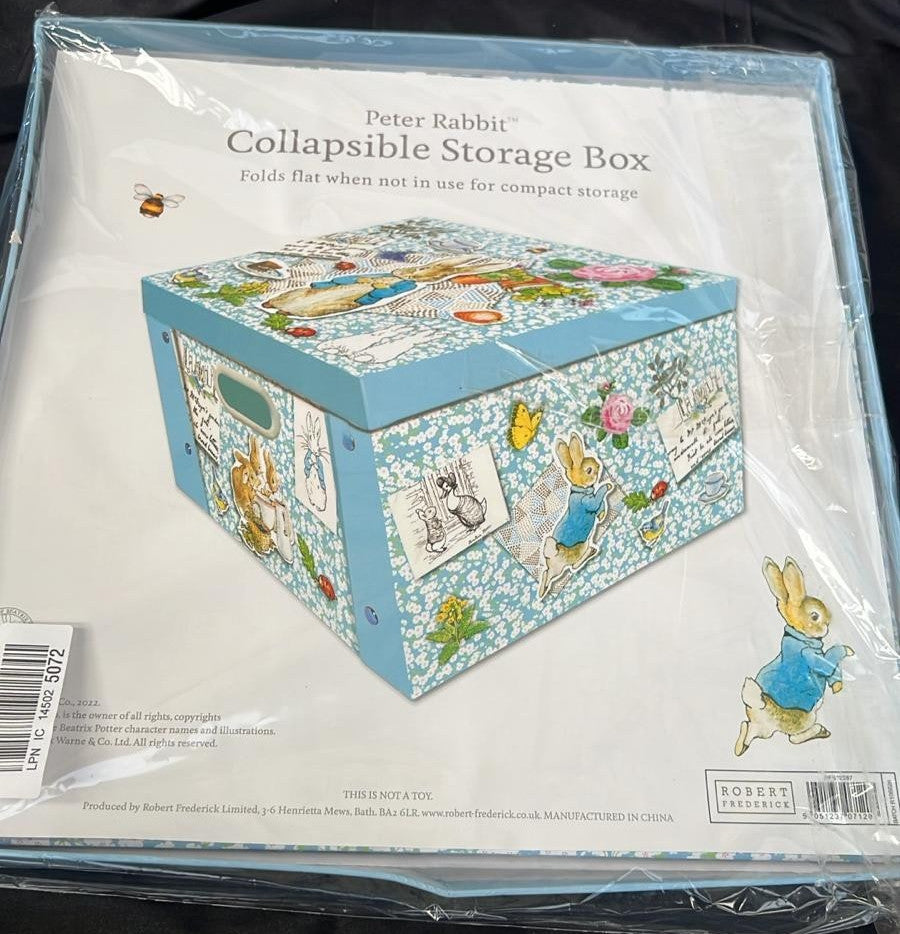 Peter Rabbit™
Collapsible Storage Box
Folds flat when not in use for compact storage
LPN IC 14502 5072
Co., 2022.
is the owner of all rights, copyrights
Beatrix Potter character names and illustrations.
Warne & Co. Ltd. All rights reserved.
THIS IS NOT A TOY.
Produced by Robert Frederick Limited, 3-6 Henrietta Mews, Bath. BA2 6LR. www.robert-frederick.co.uk. MANUFACTURED IN CHINA
ROBERT
FREDERICK